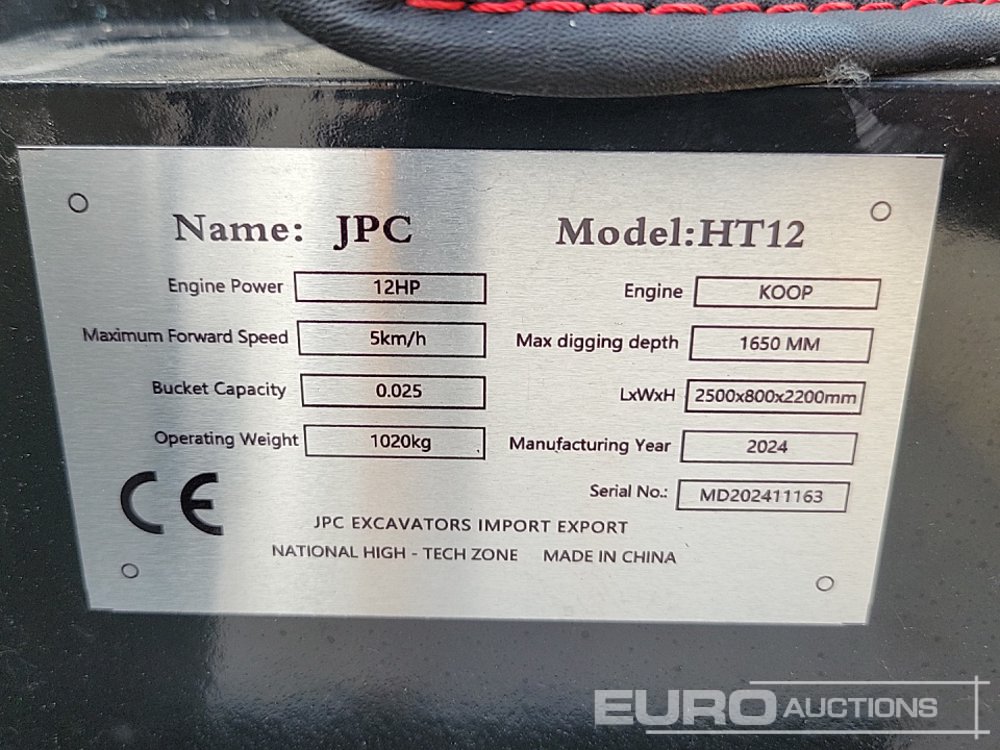 Name: JPC Model:HT12
Engine Power 12HP Engine KOOP
Maximum Forward Speed 5km/h Max digging depth 1650 MM
Bucket Capacity 0.025 LxWxH 2500x800x2200mm
Operating Weight 1020kg Manufacturing Year 2024
Serial No.: MD202411163
CE
JPC EXCAVATORS IMPORT EXPORT
NATIONAL HIGH - TECH ZONE MADE IN CHINA
EURO AUCTIONS